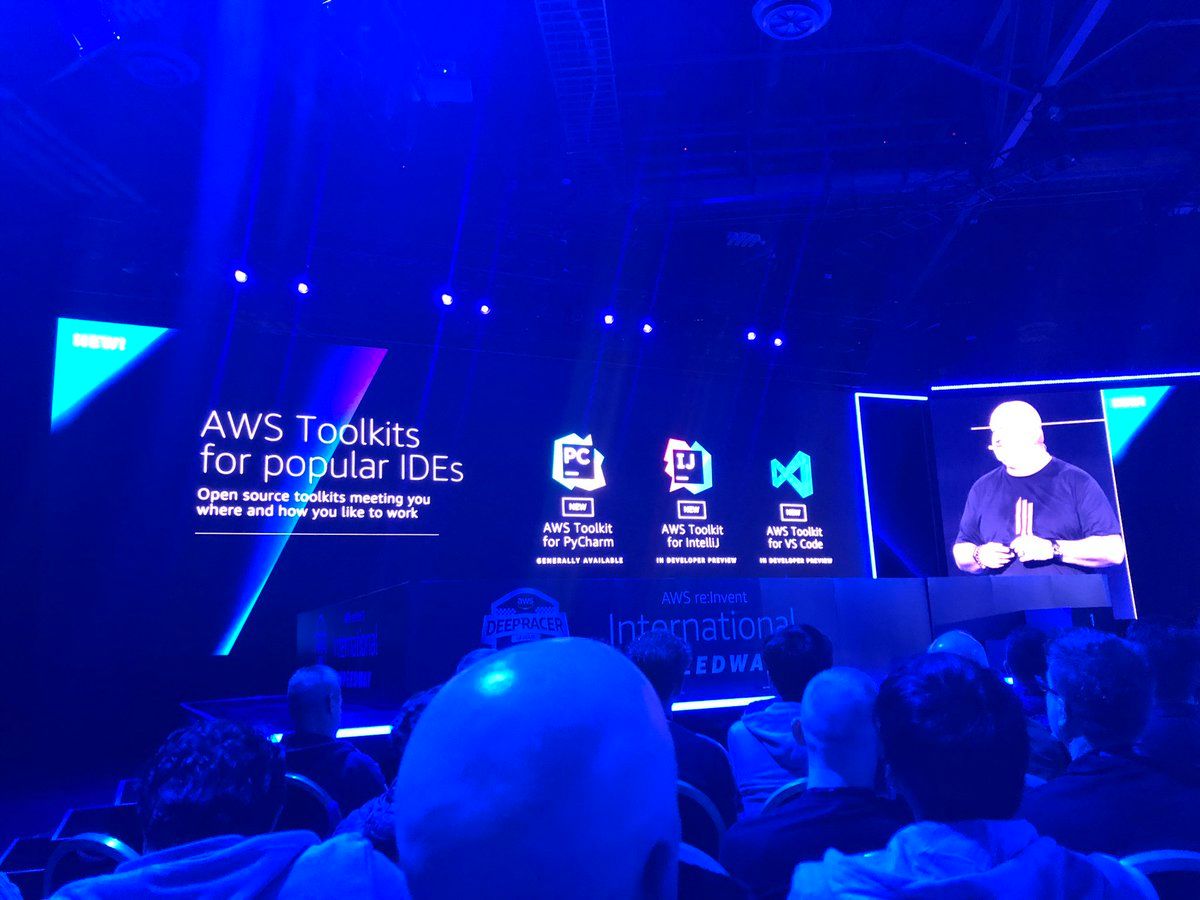 NEW!
AWS Toolkits
for popular IDEs
Open source toolkits meeting you
where and how you like to work
PC
NEW
AWS Toolkit
for PyCharm
GENERALLY AVAILABLE
IJ
NEW
AWS Toolkit
for IntelliJ
IN DEVELOPER PREVIEW
NEW
AWS Toolkit
for VS Code
IN DEVELOPER PREVIEW
aws
DEEPRACER
AWS re:Invent
International